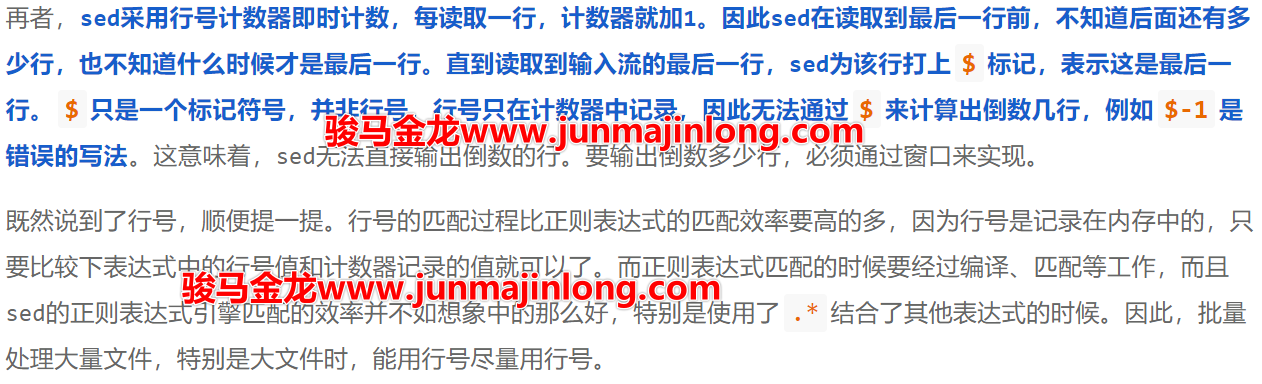 再者，sed采用行号计数器即时计数，每读取一行，计数器就加1。因此sed在读取到最后一行前，不知道后面还有多
少行，也不知道什么时候才是最后一行。直到读取到输入流的最后一行，sed为该行打上 $ 标记，表示这是最后一
行。 $ 只是一个标记符号，并非行号，行号只在计数器中记录，因此无法通过 $ 来计算出倒数几行，例如 $-1 是
骏马金龙www.junmajinlong.com
错误的写法。这意味着，sed无法直接输出倒数的行。要输出倒数多少行，必须通过窗口来实现。
既然说到了行号，顺便提一提。行号的匹配过程比正则表达式的匹配效率要高的多，因为行号是记录在内存中的，只
要比较下表达式中的行号值和计数器记录的值就可以了。而正则表达式匹配的时候要经过编译、匹配等工作，而且
骏马金龙www.junmajinlong.com
sed的正则表达式引擎匹配的效率并不如想象中的那么好，特别是使用了 .* 结合了其他表达式的时候。因此，批量
处理大量文件，特别是大文件时，能用行号尽量用行号。